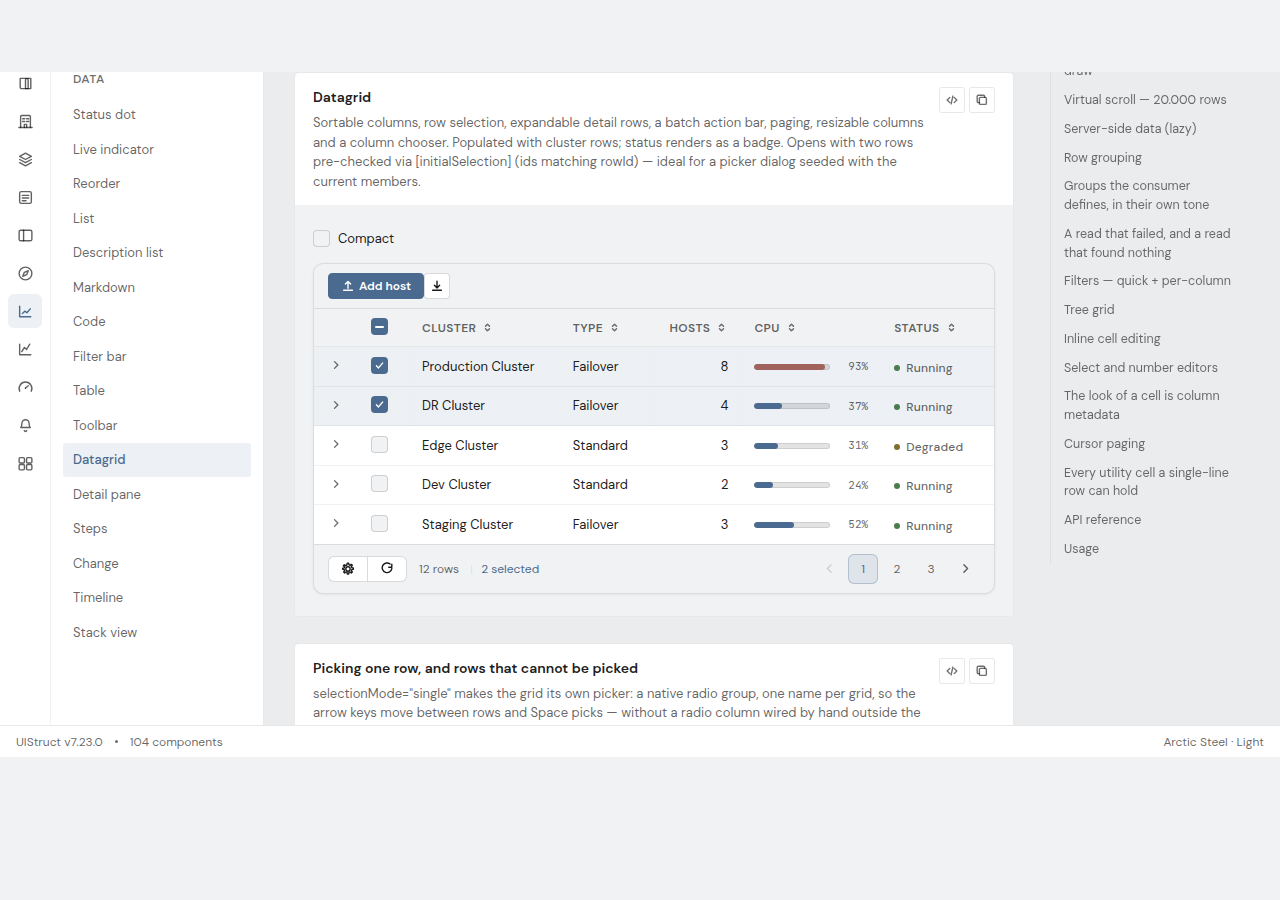 DATA
Status dot
Live indicator
Reorder
List
Description list
Markdown
Code
Filter bar
Table
Toolbar
Datagrid
Detail pane
Steps
Change
Timeline
Stack view
Datagrid
Sortable columns, row selection, expandable detail rows, a batch action bar, paging, resizable columns
and a column chooser. Populated with cluster rows; status renders as a badge. Opens with two rows
pre-checked via [initialSelection] (ids matching rowId) — ideal for a picker dialog seeded with the
current members.
Compact
Add host
CLUSTER TYPE HOSTS CPU STATUS
Production Cluster Failover 8 93% Running
DR Cluster Failover 4 37% Running
Edge Cluster Standard 3 31% Degraded
Dev Cluster Standard 2 24% Running
Staging Cluster Failover 3 52% Running
12 rows 2 selected 1 2 3
Picking one row, and rows that cannot be picked
selectionMode="single" makes the grid its own picker: a native radio group, one name per grid, so the
arrow keys move between rows and Space picks — without a radio column wired by hand outside the
draw
Virtual scroll — 20.000 rows
Server-side data (lazy)
Row grouping
Groups the consumer
defines, in their own tone
A read that failed, and a read
that found nothing
Filters — quick + per-column
Tree grid
Inline cell editing
Select and number editors
The look of a cell is column
metadata
Cursor paging
Every utility cell a single-line
row can hold
API reference
Usage
UIStruct v7.23.0 • 104 components
Arctic Steel · Light